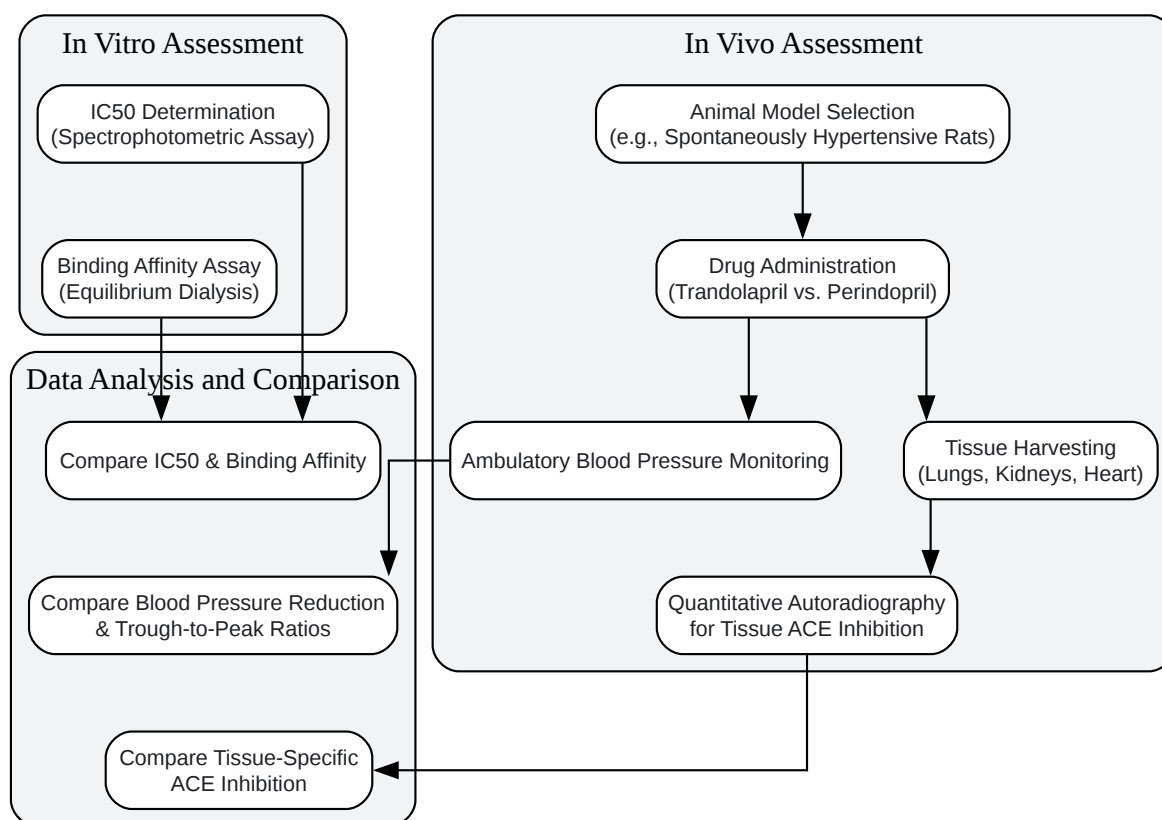 In Vitro Assessment
IC50 Determination
(Spectrophotometric Assay)
Binding Affinity Assay
(Equilibrium Dialysis)
In Vivo Assessment
Animal Model Selection
(e.g., Spontaneously Hypertensive Rats)
Drug Administration
(Trandolapril vs. Perindopril)
Ambulatory Blood Pressure Monitoring
Tissue Harvesting
(Lungs, Kidneys, Heart)
Quantitative Autoradiography
for Tissue ACE Inhibition
Data Analysis and Comparison
Compare IC50 & Binding Affinity
Compare Blood Pressure Reduction
& Trough-to-Peak Ratios
Compare Tissue-Specific
ACE Inhibition